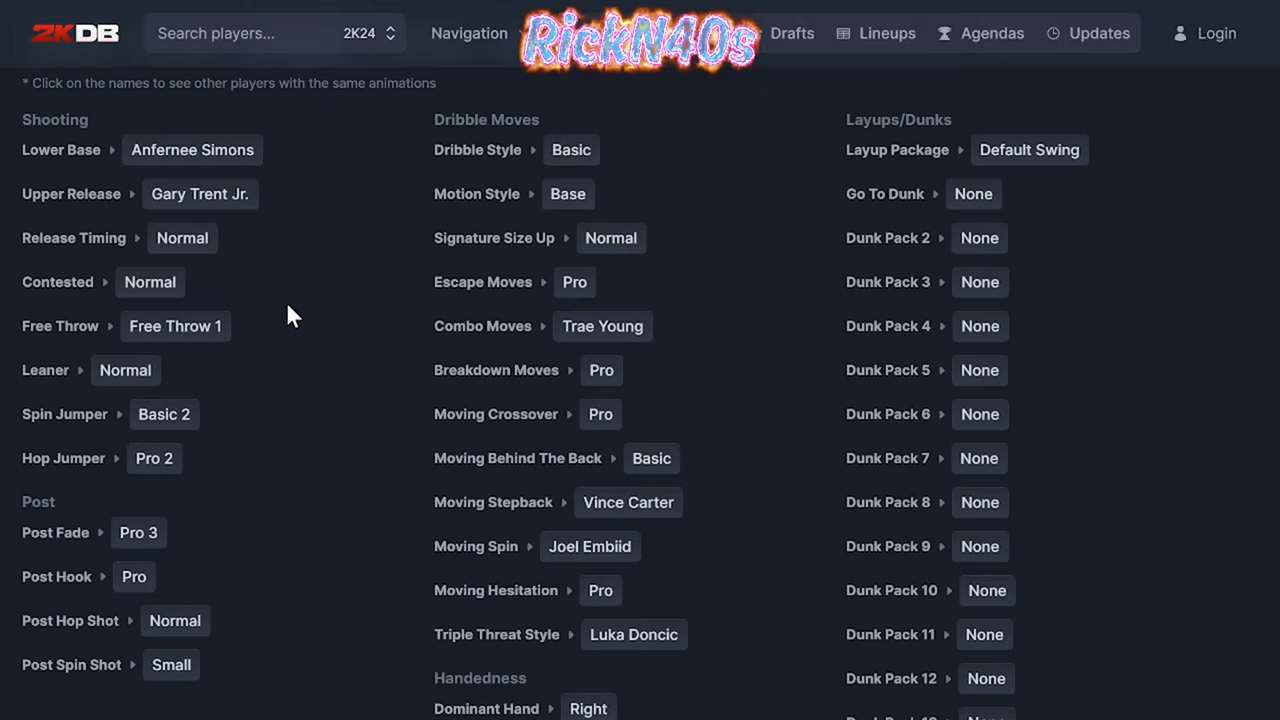 2KDB
Search players...
2K24
Navigation
RickN40s
Drafts
Lineups
Agendas
Updates
Login
* Click on the names to see other players with the same animations
Shooting
Lower Base Anfernee Simons
Upper Release Gary Trent Jr.
Release Timing Normal
Contested Normal
Free Throw Free Throw 1
Leaner Normal
Spin Jumper Basic 2
Hop Jumper Pro 2
Post
Post Fade Pro 3
Post Hook Pro
Post Hop Shot Normal
Post Spin Shot Small
Dribble Moves
Dribble Style Basic
Motion Style Base
Signature Size Up Normal
Escape Moves Pro
Combo Moves Trae Young
Breakdown Moves Pro
Moving Crossover Pro
Moving Behind The Back Basic
Moving Stepback Vince Carter
Moving Spin Joel Embiid
Moving Hesitation Pro
Triple Threat Style Luka Doncic
Handedness
Dominant Hand Right
Layups/Dunks
Layup Package Default Swing
Go To Dunk None
Dunk Pack 2 None
Dunk Pack 3 None
Dunk Pack 4 None
Dunk Pack 5 None
Dunk Pack 6 None
Dunk Pack 7 None
Dunk Pack 8 None
Dunk Pack 9 None
Dunk Pack 10 None
Dunk Pack 11 None
Dunk Pack 12 None